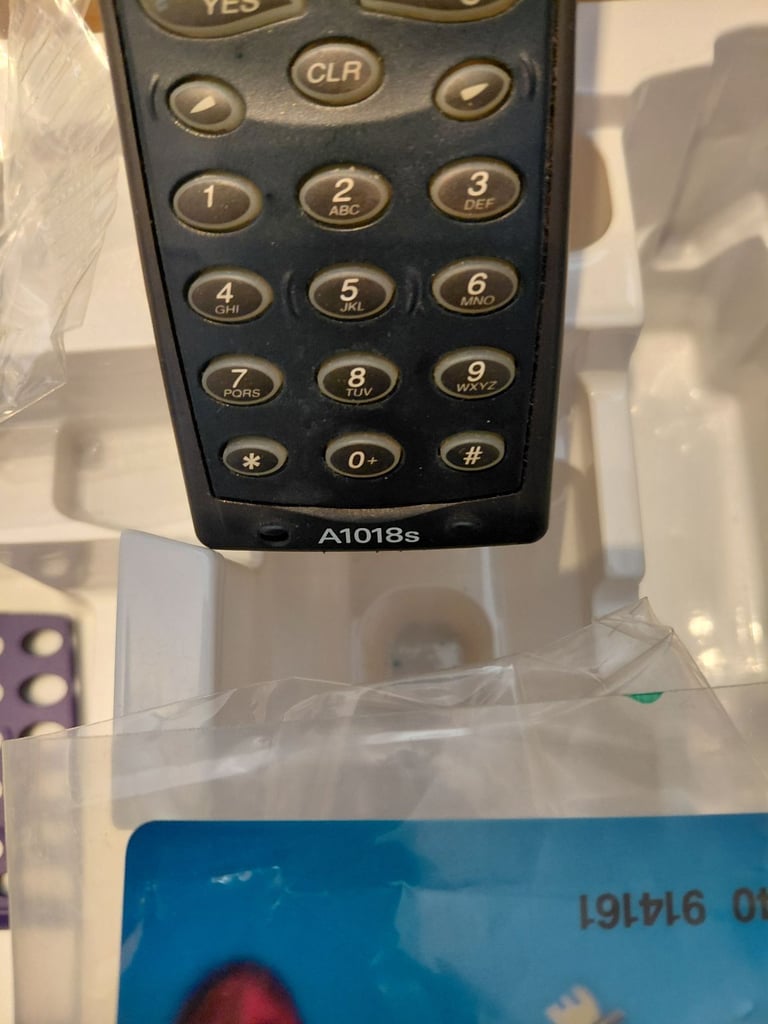 YES
CLR
1
2 ABC
3 DEF
4 GHI
5 JKL
6 MNO
7 PQRS
8 TUV
9 WXYZ
*
0+
#
A1018s
914161